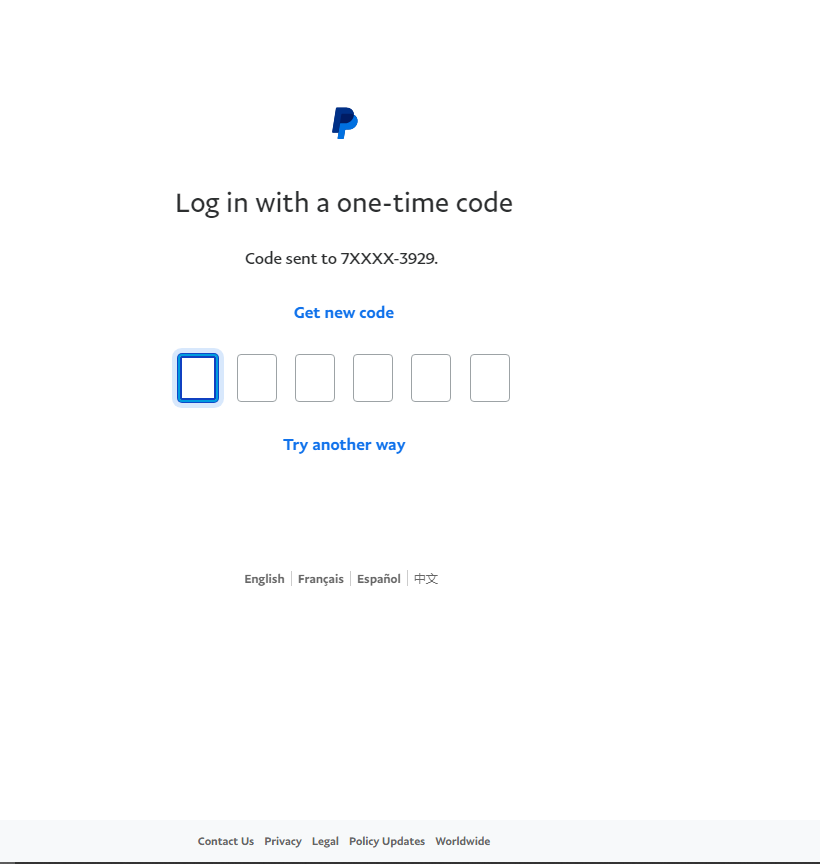 Log in with a one-time code
Code sent to 7XXXX-3929.
Get new code
Try another way
English Français Español 中文
Contact Us Privacy Legal Policy Updates Worldwide